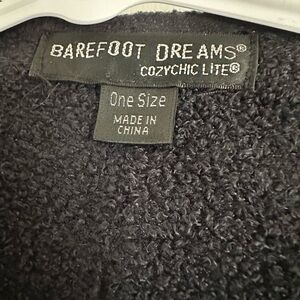 BAREFOOT DREAMS®
COZYCHIC LITE®
One Size
MADE IN
CHINA